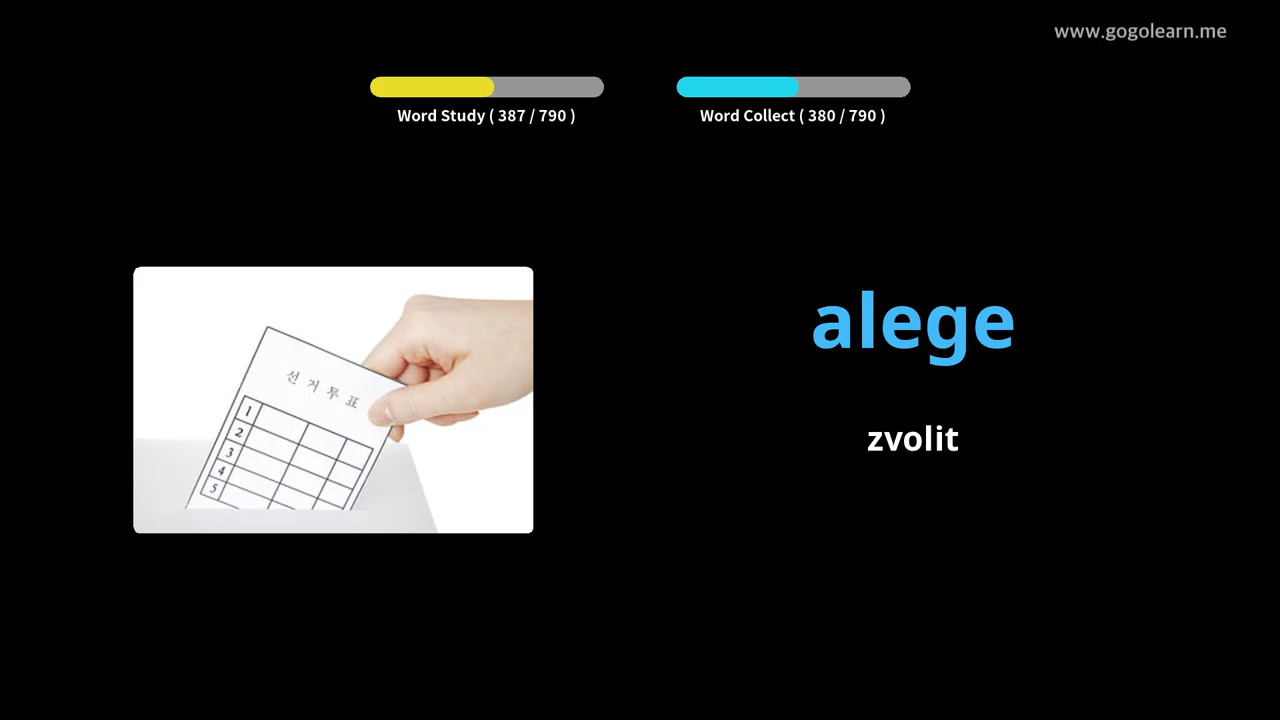 www.gogolearn.me
Word Study ( 387 / 790 )
Word Collect ( 380 / 790 )
선거투표
1
2
3
4
5
alege
zvolit